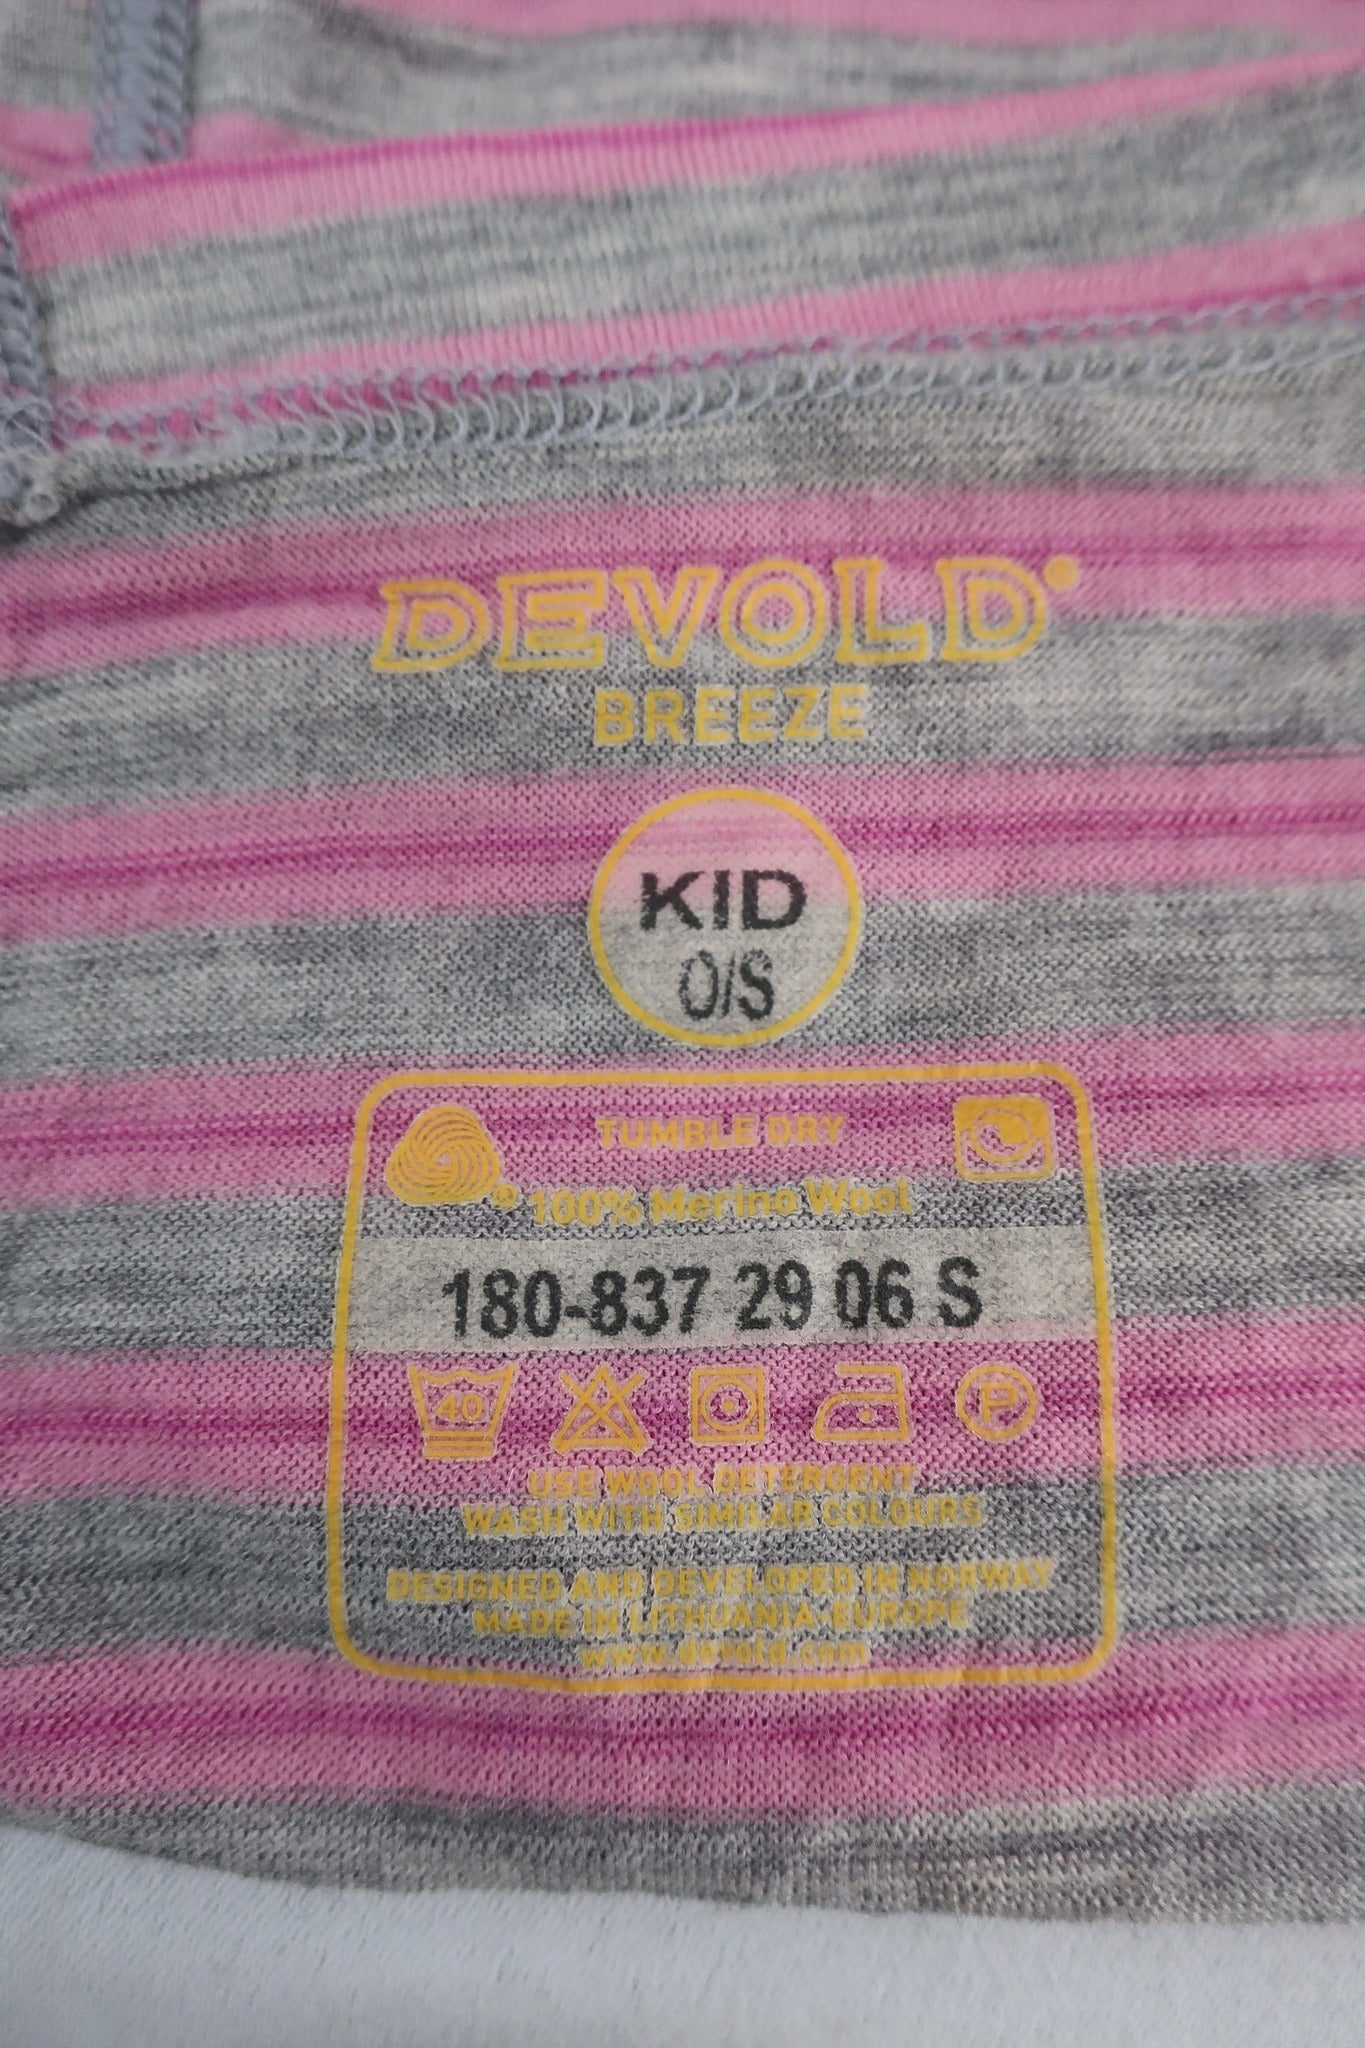 DEVOLD®
BREEZE
KID
O/S
TUMBLE DRY
® 100% Merino Wool
180-837 29 06 S
40
P
USE WOOL DETERGENT
WASH WITH SIMILAR COLOURS
DESIGNED AND DEVELOPED IN NORWAY
MADE IN LITHUANIA-EUROPE
www.devold.com